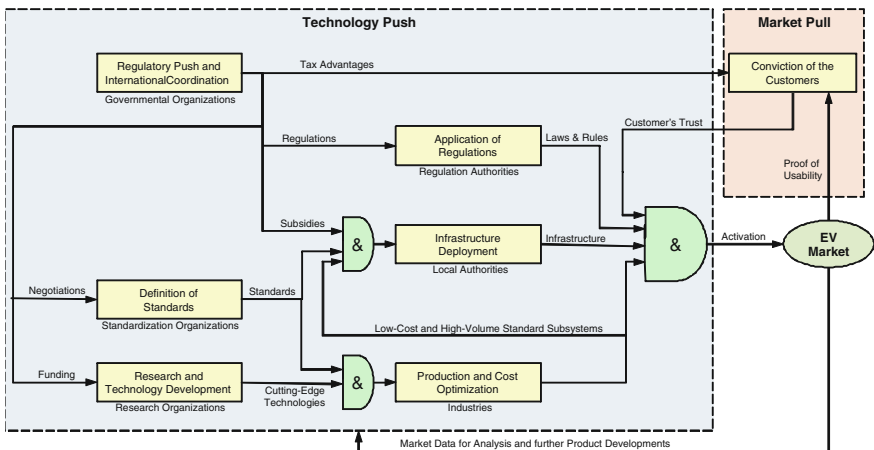 Technology Push
Market Pull
Regulatory Push and
InternationalCoordination
Governmental Organizations
Tax Advantages
Conviction of the
Customers
Customer's Trust
Regulations
Application of
Regulations
Regulation Authorities
Laws & Rules
Proof of
Usability
Subsidies
&
Infrastructure
Deployment
Local Authorities
Infrastructure
&
Activation
EV
Market
Negotiations
Definition of
Standards
Standardization Organizations
Standards
Low-Cost and High-Volume Standard Subsystems
Funding
Research and
Technology Development
Research Organizations
Cutting-Edge
Technologies
&
Production and Cost
Optimization
Industries
Market Data for Analysis and further Product Developments